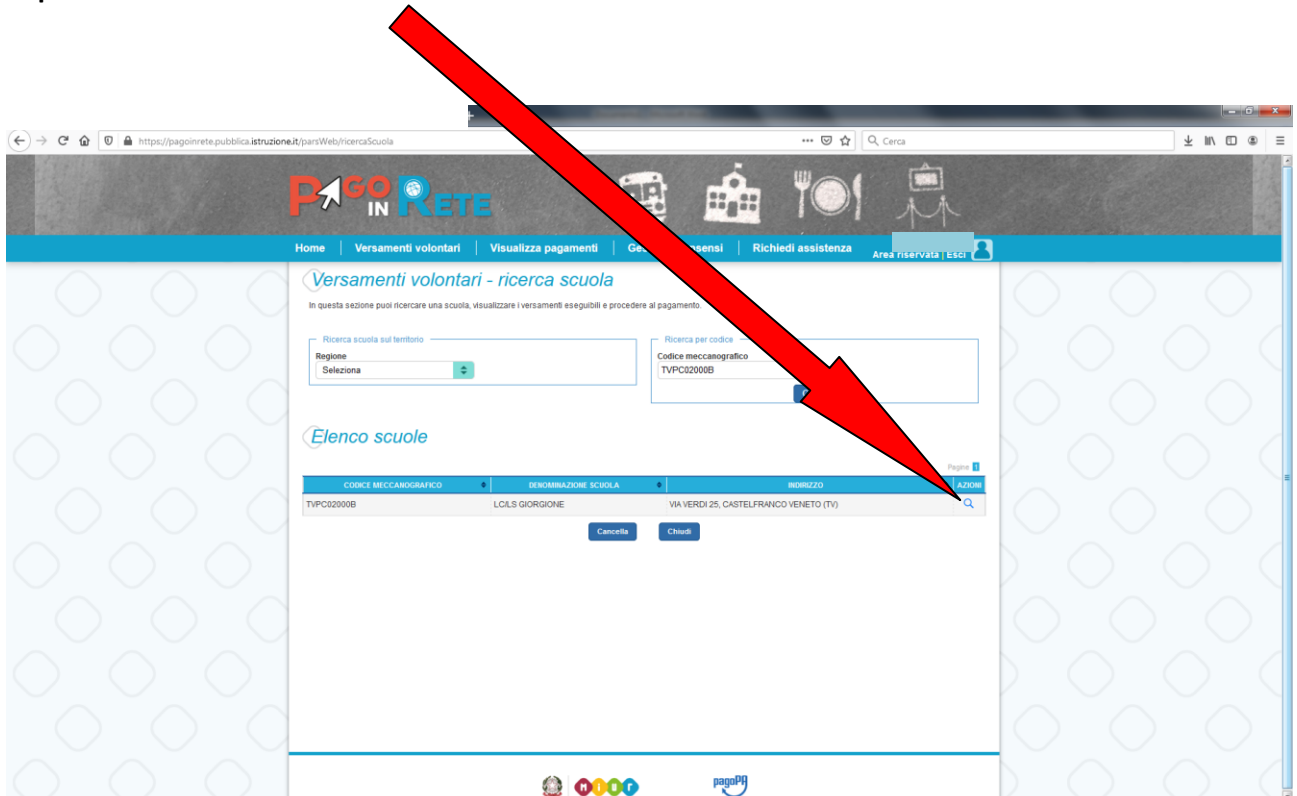 https://pagoinrete.pubblica.istruzione.it/parsWeb/ricercaScuola
Cerca
PAGO IN RETE
Home | Versamenti volontari | Visualizza pagamenti | Richiedi assistenza
Area riservata | Esci
Versamenti volontari - ricerca scuola
In questa sezione puoi ricercare una scuola, visualizzare i versamenti eseguibili e procedere al pagamento.
Ricerca scuola sul territorio
Regione
Seleziona
Ricerca per codice
Codice meccanografico
TVPC02000B
Elenco scuole
Pagine 1
CODICE MECCANOGRAFICO DENOMINAZIONE SCUOLA INDIRIZZO AZIONI
TVPC02000B LC/LS GIORGIONE VIA VERDI 25, CASTELFRANCO VENETO (TV)
Cancella Chiudi
MIUR pagoPA